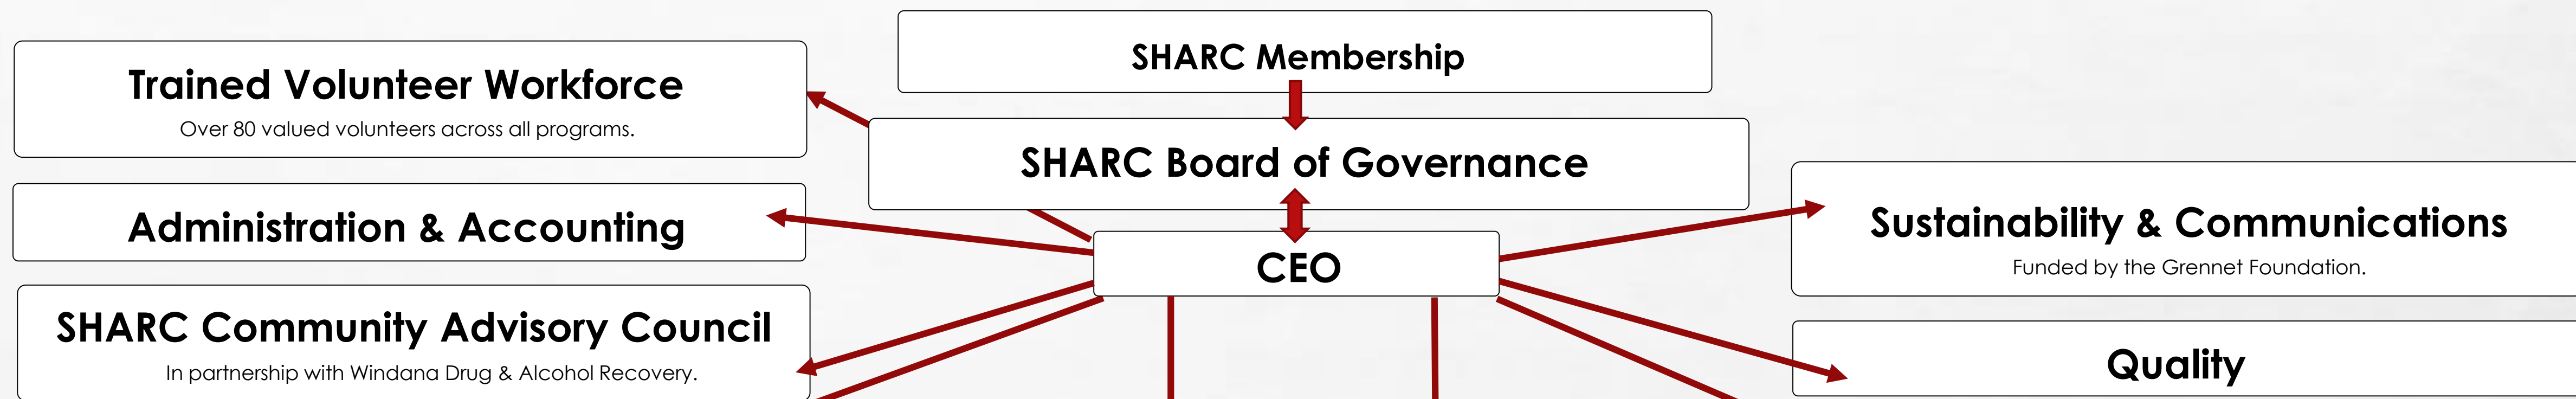 SHARC Membership
Trained Volunteer Workforce
Over 80 valued volunteers across all programs.
SHARC Board of Governance
Administration & Accounting
CEO
Sustainability & Communications
Funded by the Grennet Foundation.
SHARC Community Advisory Council
In partnership with Windana Drug & Alcohol Recovery.
Quality